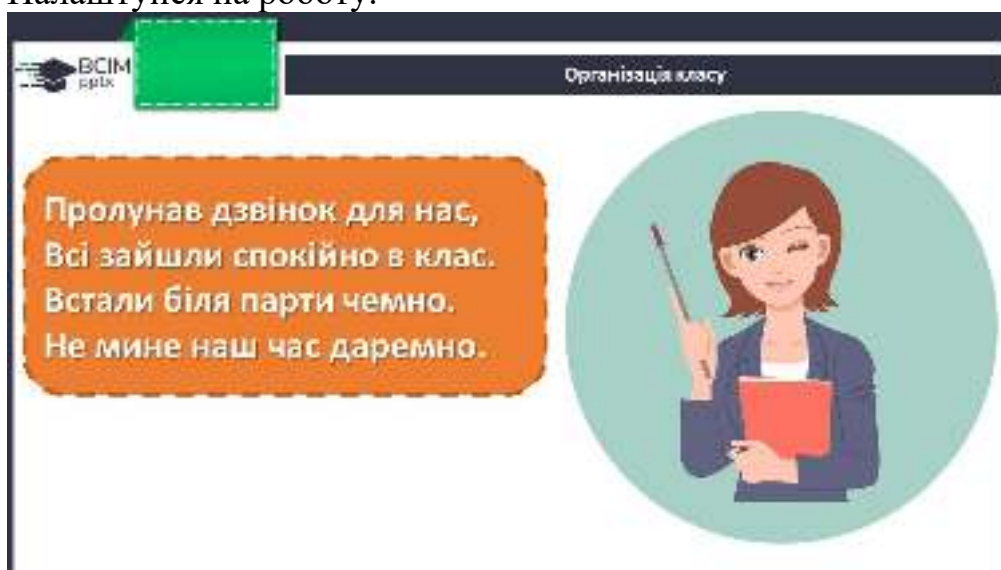 Налаштуйся на роботу.
ВСІМ
pptx
Організація класу
Пролунав дзвінок для нас,
Всі зайшли спокійно в клас.
Встали біля парти чемно.
Не мине наш час даремно.